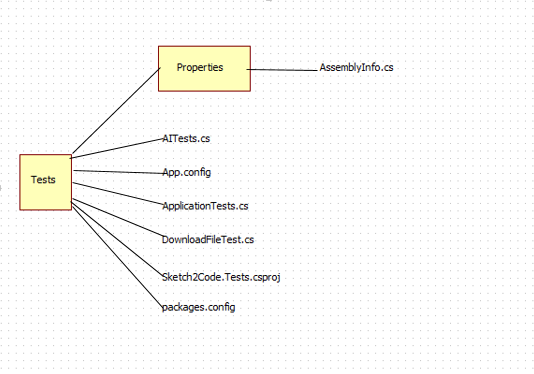 Properties
AssemblyInfo.cs
AITests.cs
Tests
App.config
ApplicationTests.cs
DownloadFileTest.cs
Sketch2Code.Tests.csproj
packages.config